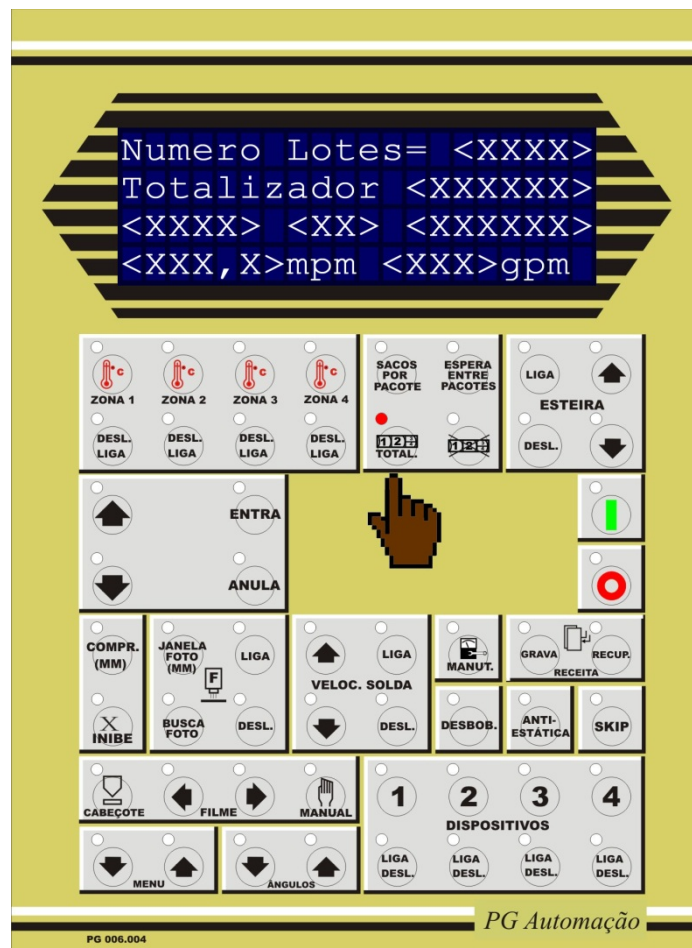 Numero Lotes= <XXXX>
Totalizador <XXXXXX>
<XXXX> <XX> <XXXXXX>
<XXX,X>mpm <XXX>gpm
°C °C °C °C
ZONA 1 ZONA 2 ZONA 3 ZONA 4
DESL. LIGA
DESL. LIGA
DESL. LIGA
DESL. LIGA
SACOS
POR
PACOTE
ESPERA
ENTRE
PACOTES
12
TOTAL.
12
LIGA
ESTEIRA
DESL.
ENTRA
ANULA
COMPR.
(MM)
X
INIBE
JANELA
FOTO
(MM)
LIGA
F
BUSCA
FOTO
DESL.
LIGA
VELOC. SOLDA
DESL.
MANUT.
GRAVA RECUP.
RECEITA
DESBOB.
ANTI-
ESTÁTICA
SKIP
CABEÇOTE FILME MANUAL
MENU
ÂNGULOS
1 2 3 4
DISPOSITIVOS
LIGA
DESL.
LIGA
DESL.
LIGA
DESL.
LIGA
DESL.
PG Automação
PG 006.004